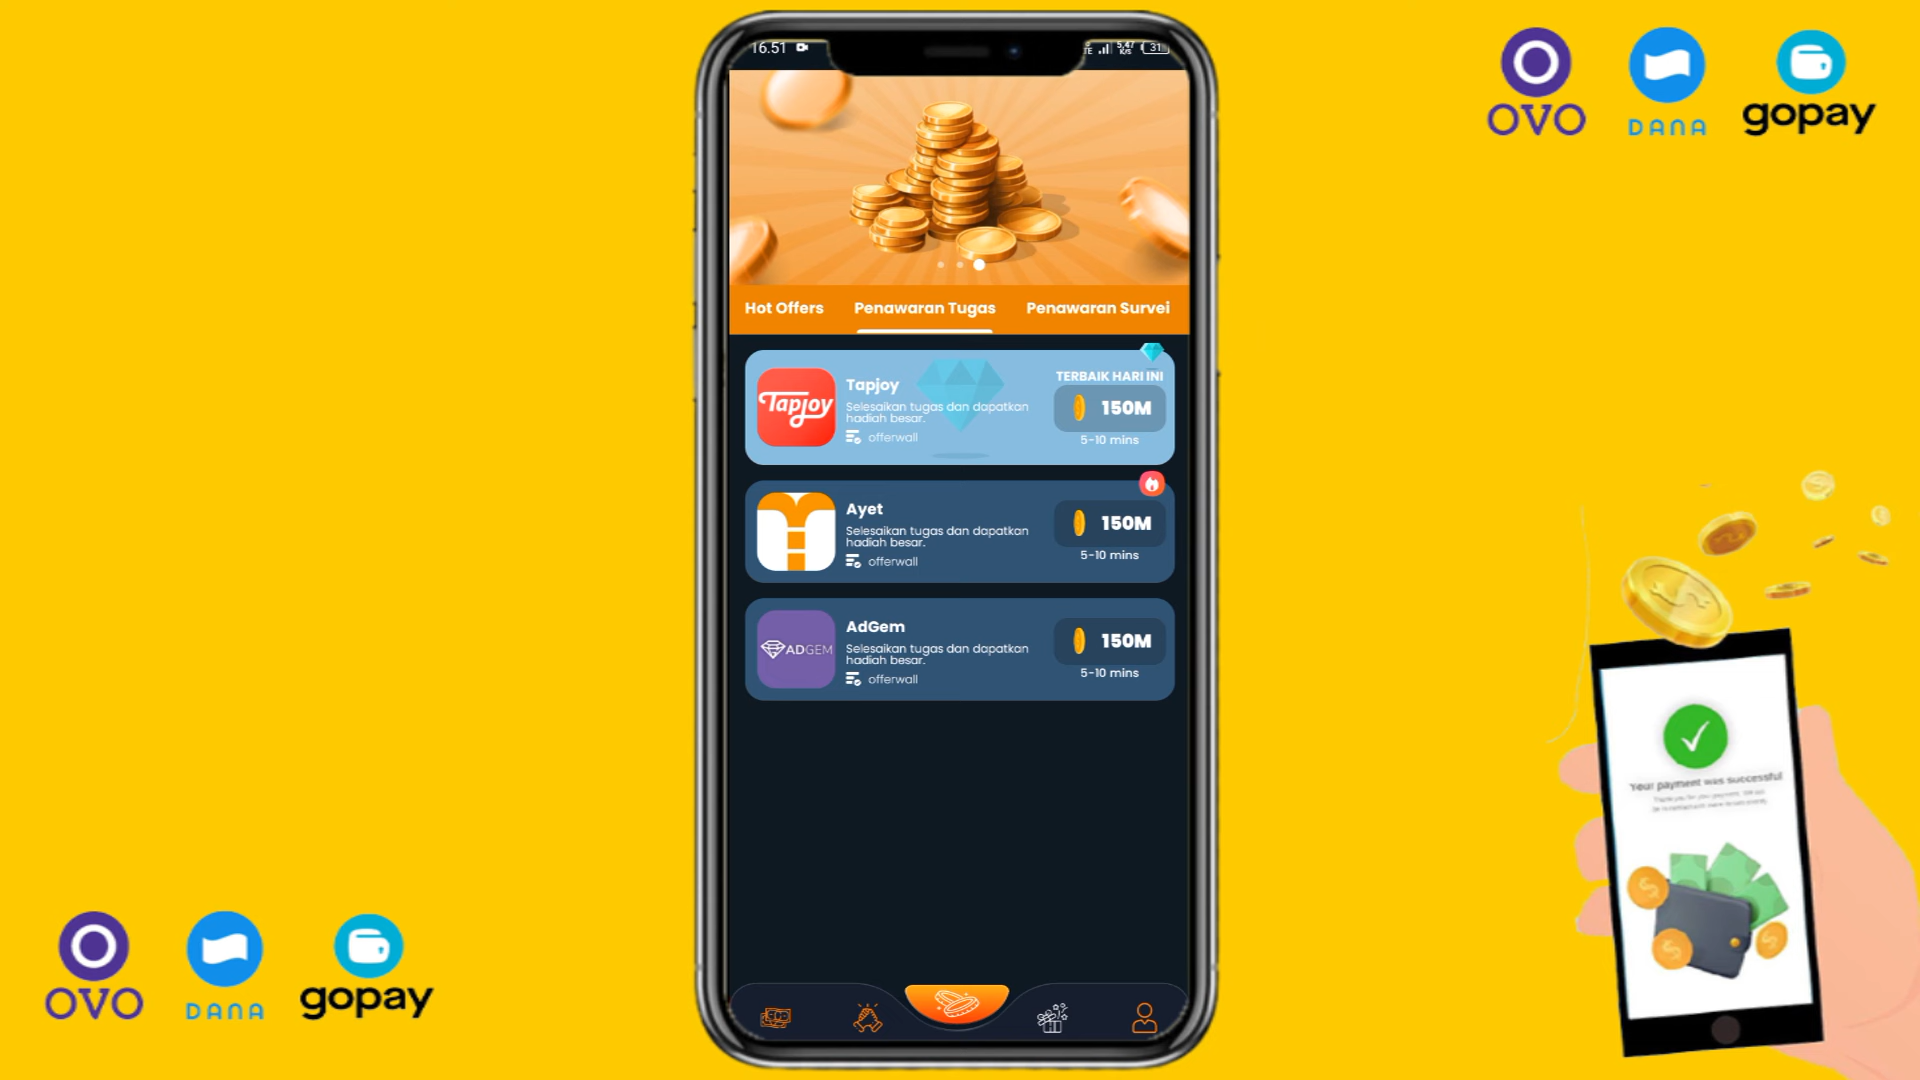 16.51
5,47
K/s
31
OVO
DANA
gopay
Hot Offers
Penawaran Tugas
Penawaran Survei
Tapjoy
Tapjoy
Selesaikan tugas dan dapatkan
hadiah besar.
offerwall
TERBAIK HARI INI
150M
5-10 mins
Ayet
Selesaikan tugas dan dapatkan
hadiah besar.
offerwall
150M
5-10 mins
ADGEM
AdGem
Selesaikan tugas dan dapatkan
hadiah besar.
offerwall
150M
5-10 mins
Your payment was successful
OVO
DANA
gopay